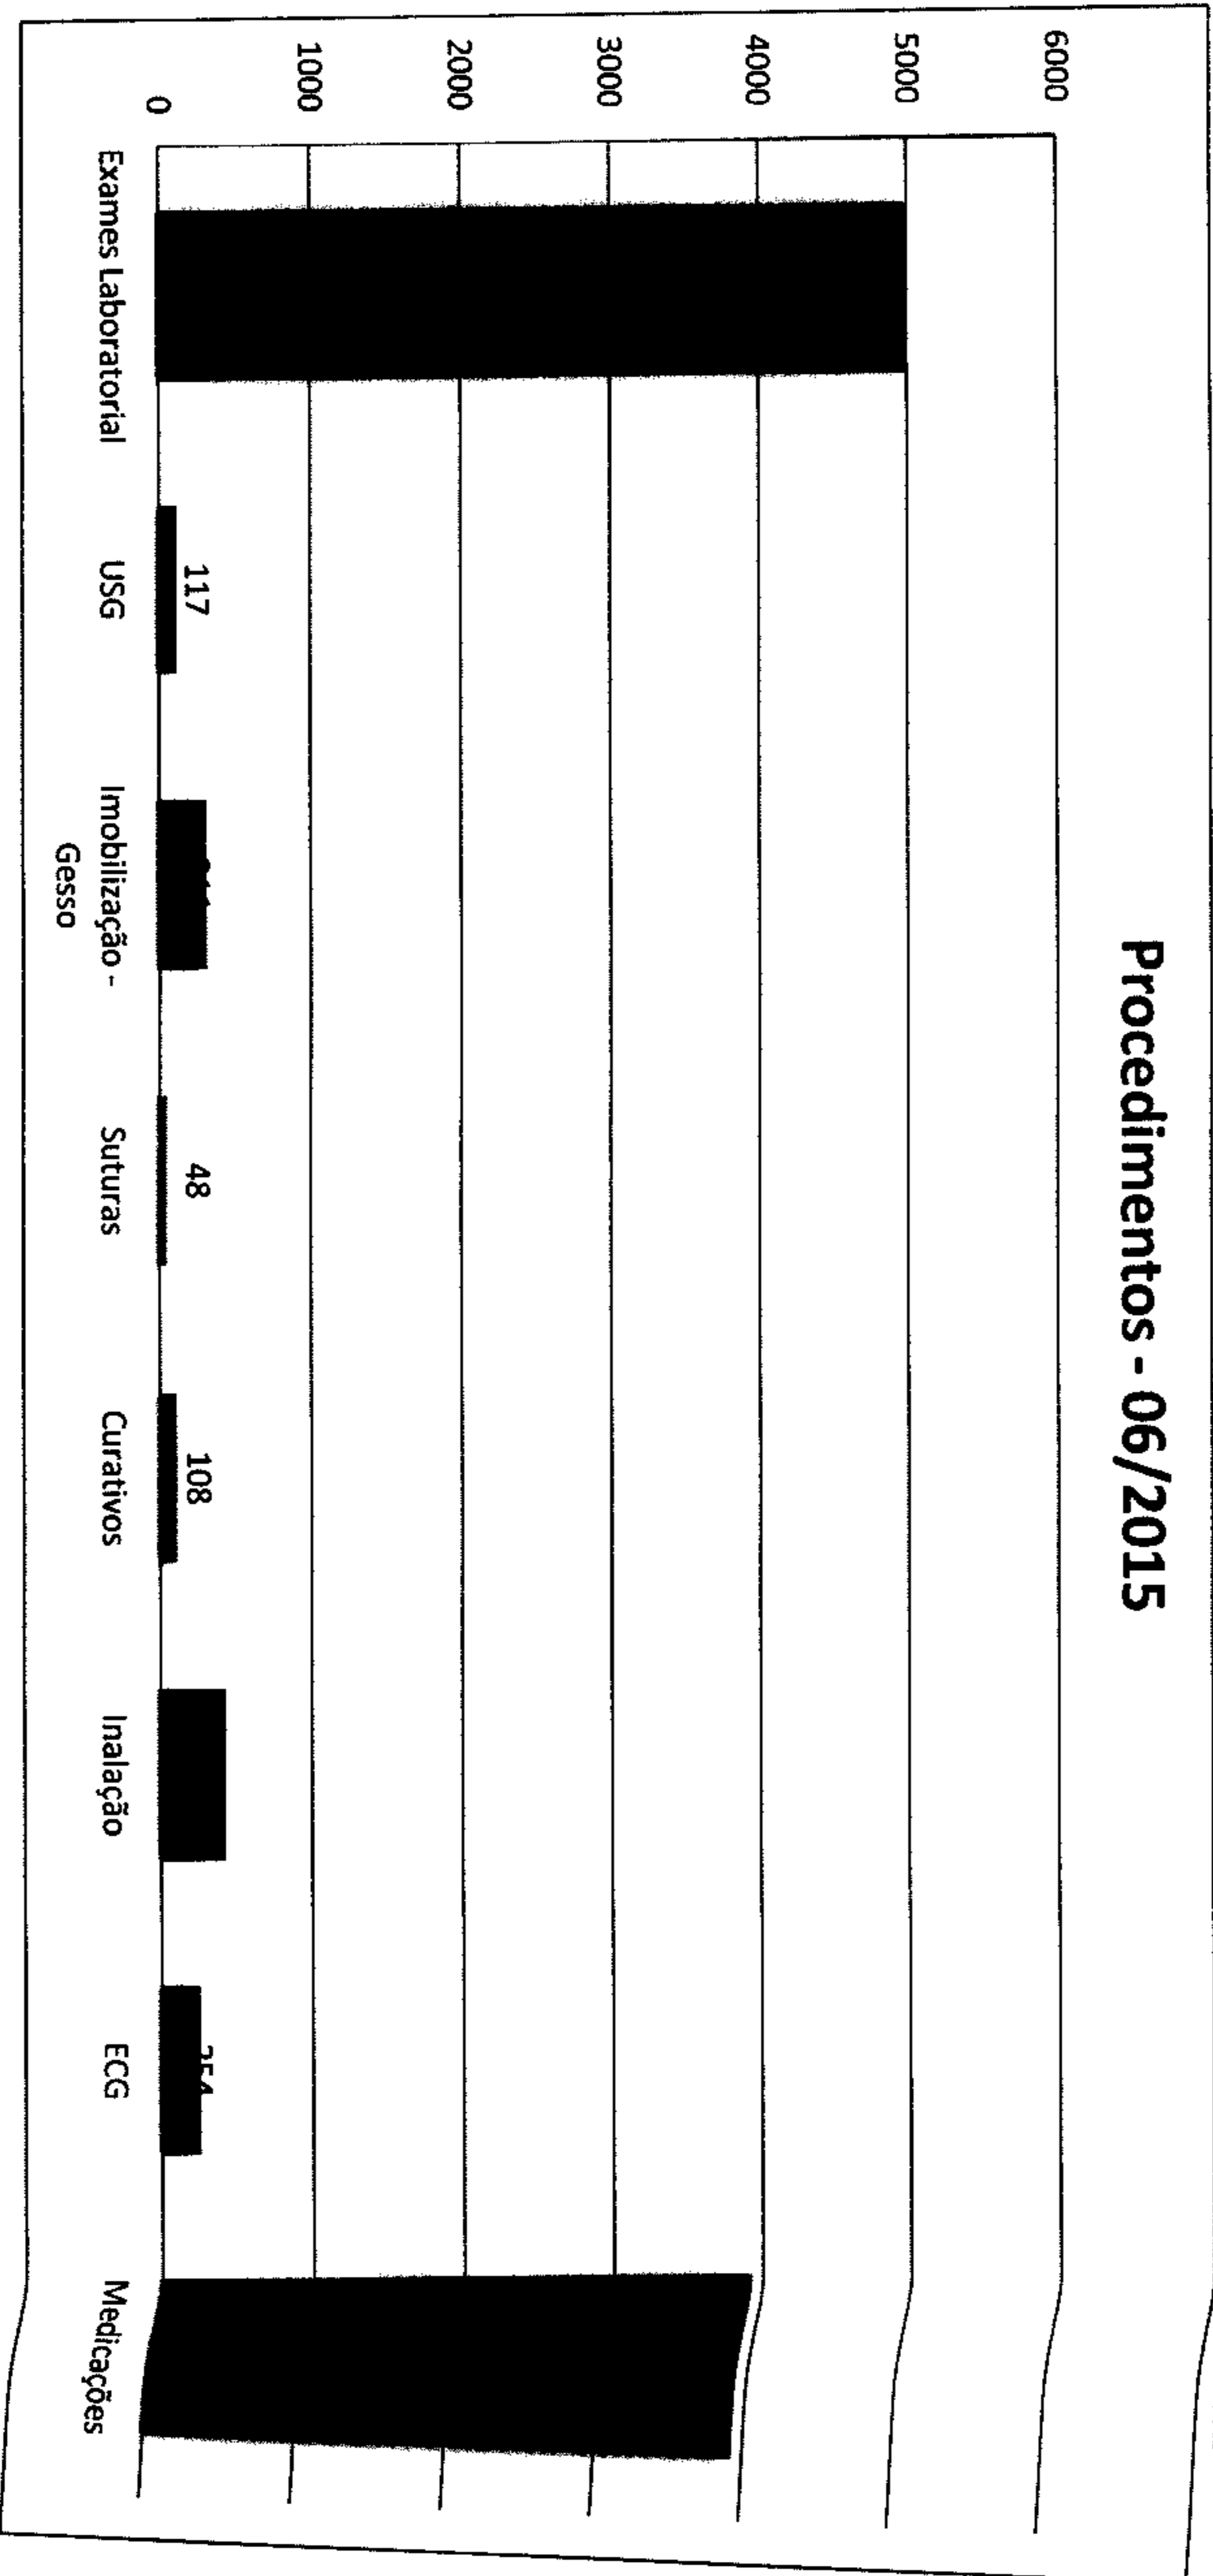 Procedimentos - 06/2015
6000
5000
4000
3000
2000
1000
0
117
48
108
Exames Laboratorial
USG
Imobilização -
Gesso
Suturas
Curativos
Inalação
ECG
Medicações